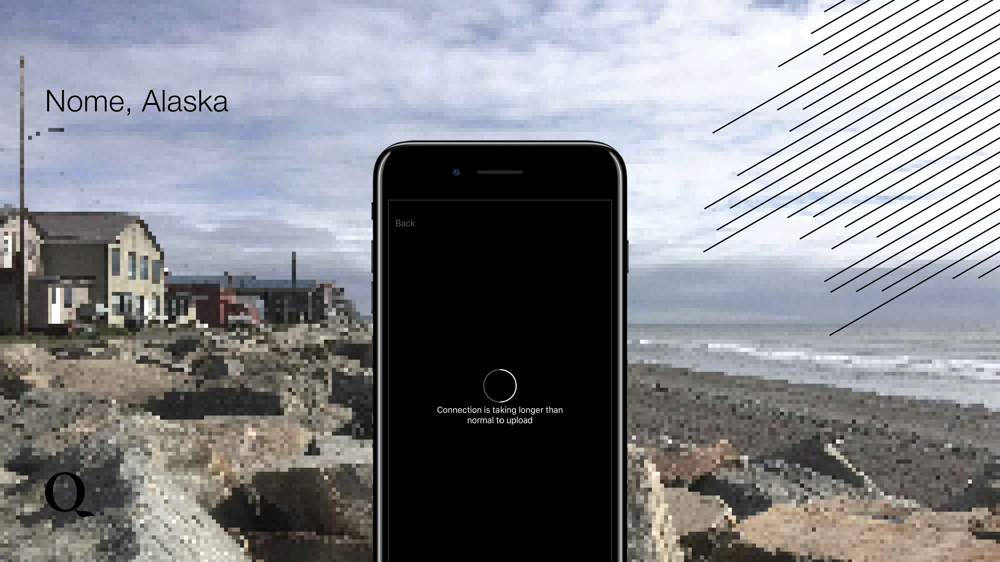 Nome, Alaska
Back
Connection is taking longer than
normal to upload
Q